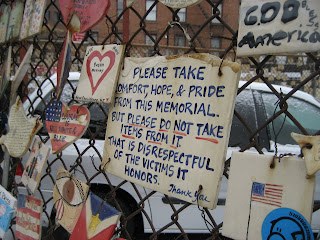 PLEASE TAKE
COMFORT, HOPE, & PRIDE
FROM THIS MEMORIAL.
BUT PLEASE DO NOT TAKE
ITEMS FROM IT.
THAT IS DISRESPECTFUL
OF THE VICTIMS IT
HONORS.
Thank you
GOD
America